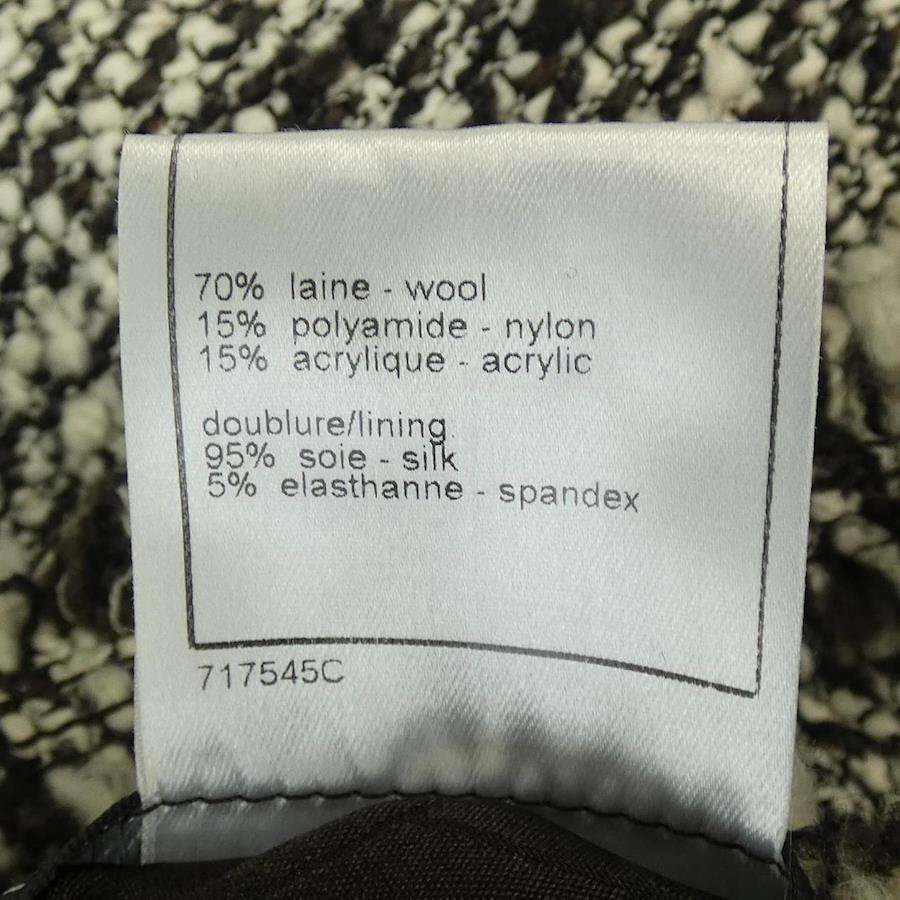 70% laine - wool
15% polyamide - nylon
15% acrylique - acrylic
doublure/lining
95% soie - silk
5% elasthanne - spandex
717545C